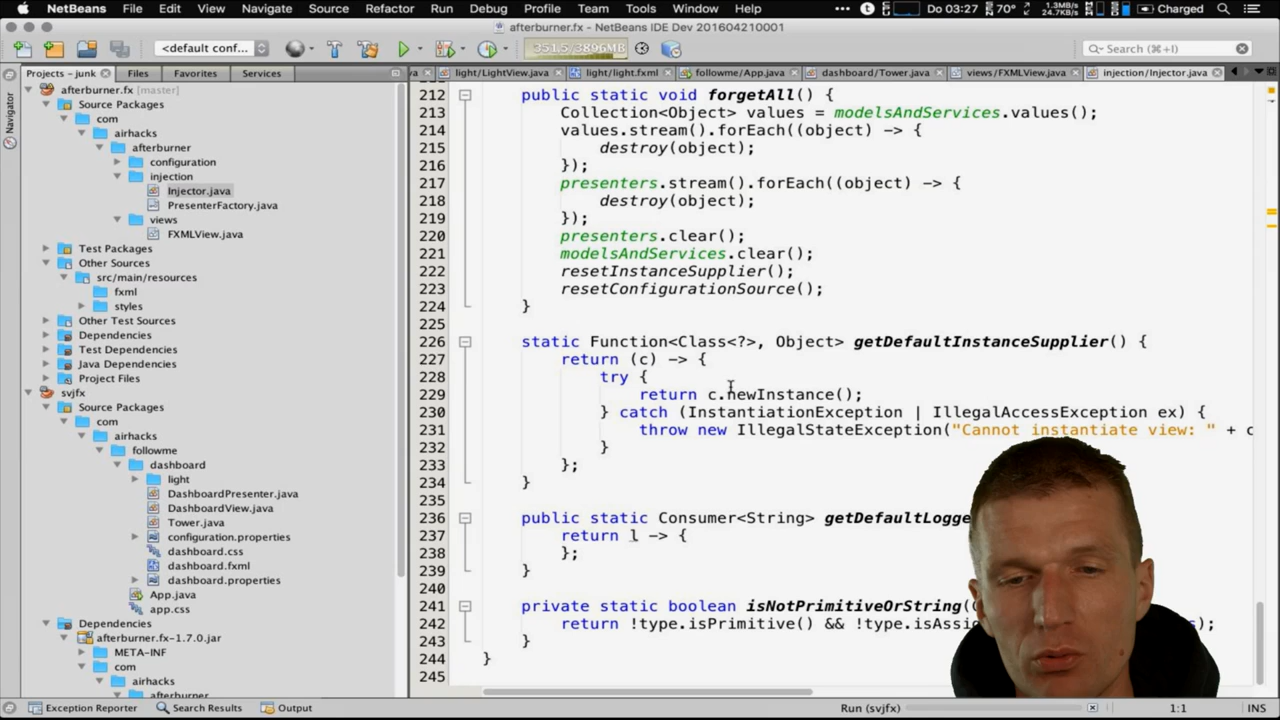 NetBeans File Edit View Navigate Source Refactor Run Debug Profile Team Tools Window Help ••• 70° 1.3MB/s 24.7KB/s Charged Do 03:27
afterburner.fx - NetBeans IDE Dev 201604210001
<default conf... 351,5/3896MB Search (⌘+I)
Projects – junk Files Favorites Services
light/LightView.java light/light.fxml followme/App.java dashboard/Tower.java views/FXMLView.java injection/Injector.java
Navigator
afterburner.fx [master]
Source Packages
com
airhacks
afterburner
configuration
injection
Injector.java
PresenterFactory.java
views
FXMLView.java
Test Packages
Other Sources
src/main/resources
fxml
styles
Other Test Sources
Dependencies
Test Dependencies
Java Dependencies
Project Files
svjfx
Source Packages
com
airhacks
followme
dashboard
light
DashboardPresenter.java
DashboardView.java
Tower.java
configuration.properties
dashboard.css
dashboard.fxml
dashboard.properties
App.java
app.css
Dependencies
afterburner.fx-1.7.0.jar
META-INF
com
airhacks
afterburner
212 public static void forgetAll() {
213 Collection<Object> values = modelsAndServices.values();
214 values.stream().forEach((object) -> {
215 destroy(object);
216 });
217 presenters.stream().forEach((object) -> {
218 destroy(object);
219 });
220 presenters.clear();
221 modelsAndServices.clear();
222 resetInstanceSupplier();
223 resetConfigurationSource();
224 }
225
226 static Function<Class<?>, Object> getDefaultInstanceSupplier() {
227 return (c) -> {
228 try {
229 return c.newInstance();
230 } catch (InstantiationException | IllegalAccessException ex) {
231 throw new IllegalStateException("Cannot instantiate view: " + c
232 }
233 };
234 }
235
236 public static Consumer<String> getDefaultLogge
237 return l -> {
238 };
239 }
240
241 private static boolean isNotPrimitiveOrString(
242 return !type.isPrimitive() && !type.isAss );
243 }
244 }
245
Exception Reporter Search Results Output Run (svjfx) 1:1 INS